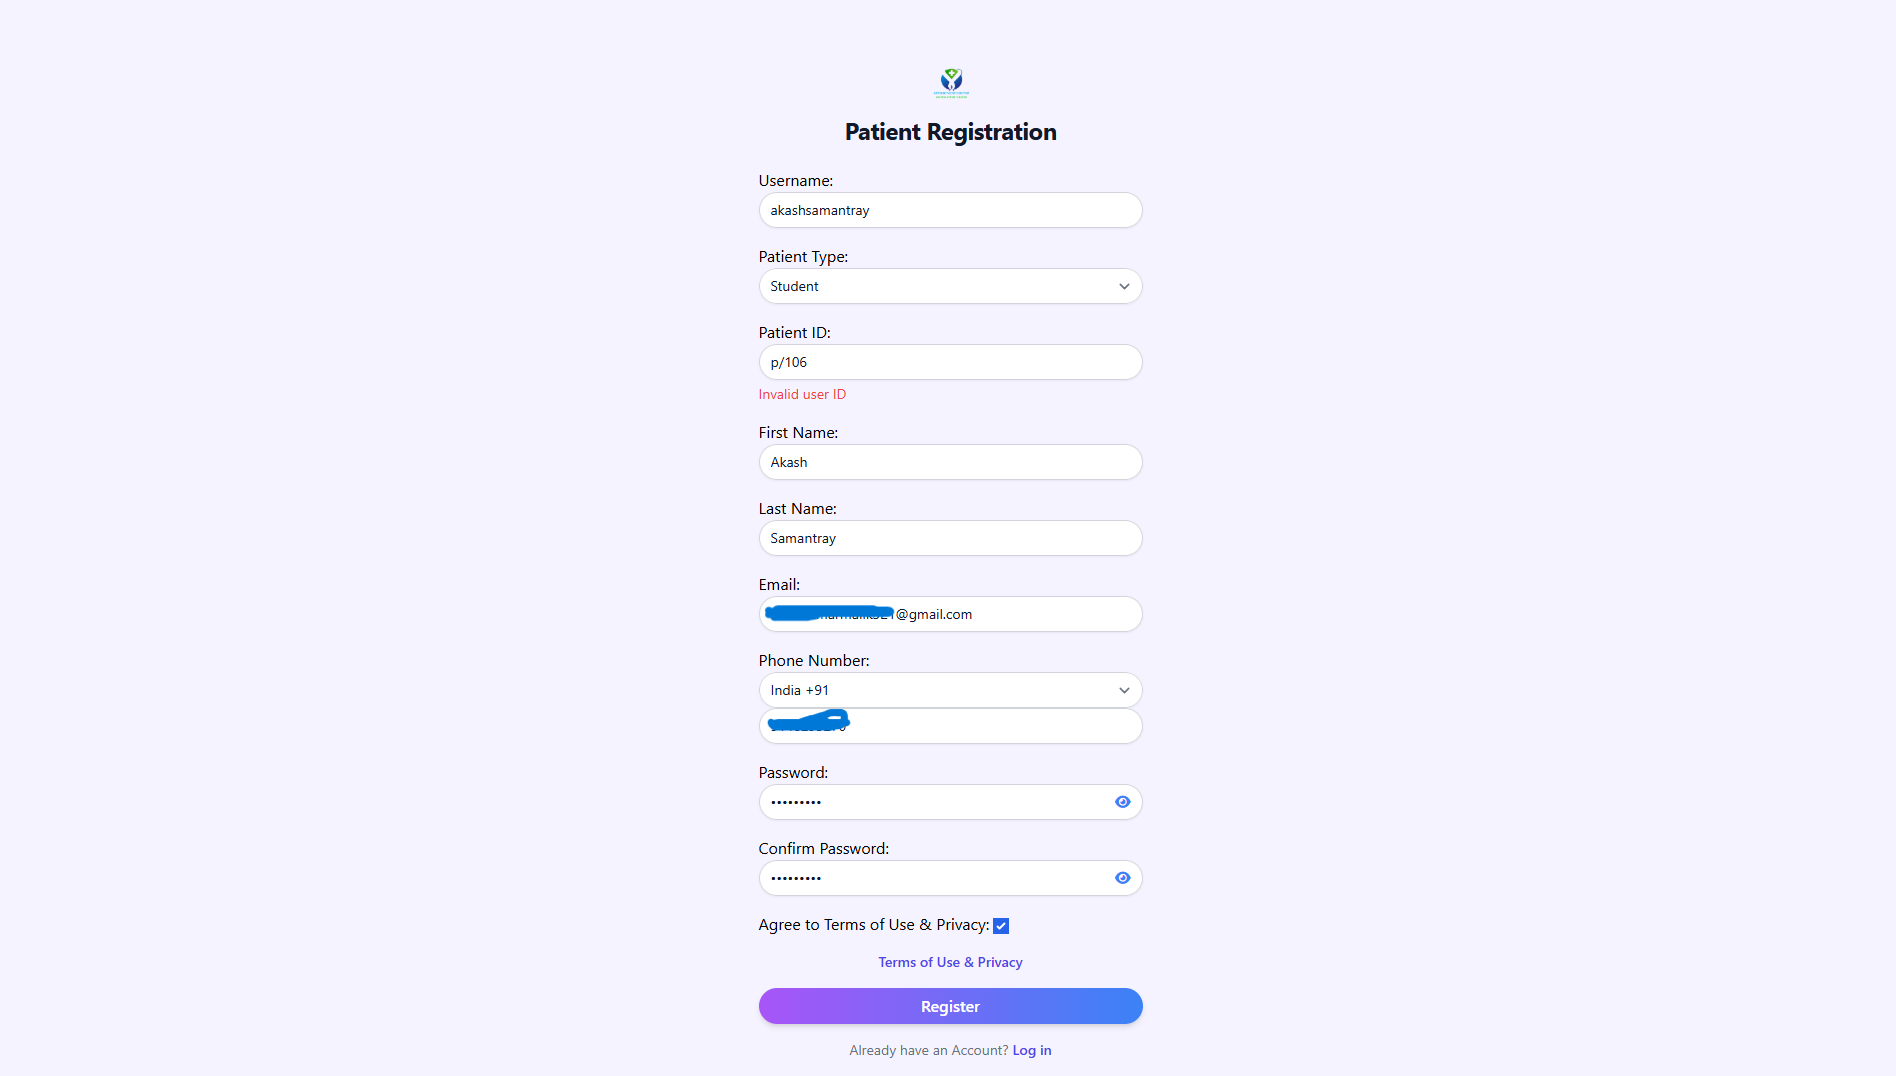 Patient Registration
Username:
akashsamantray
Patient Type:
Student
Patient ID:
p/106
Invalid user ID
First Name:
Akash
Last Name:
Samantray
Email:
@gmail.com
Phone Number:
India +91
Password:
•••••••••
Confirm Password:
•••••••••
Agree to Terms of Use & Privacy:
Terms of Use & Privacy
Register
Already have an Account? Log in